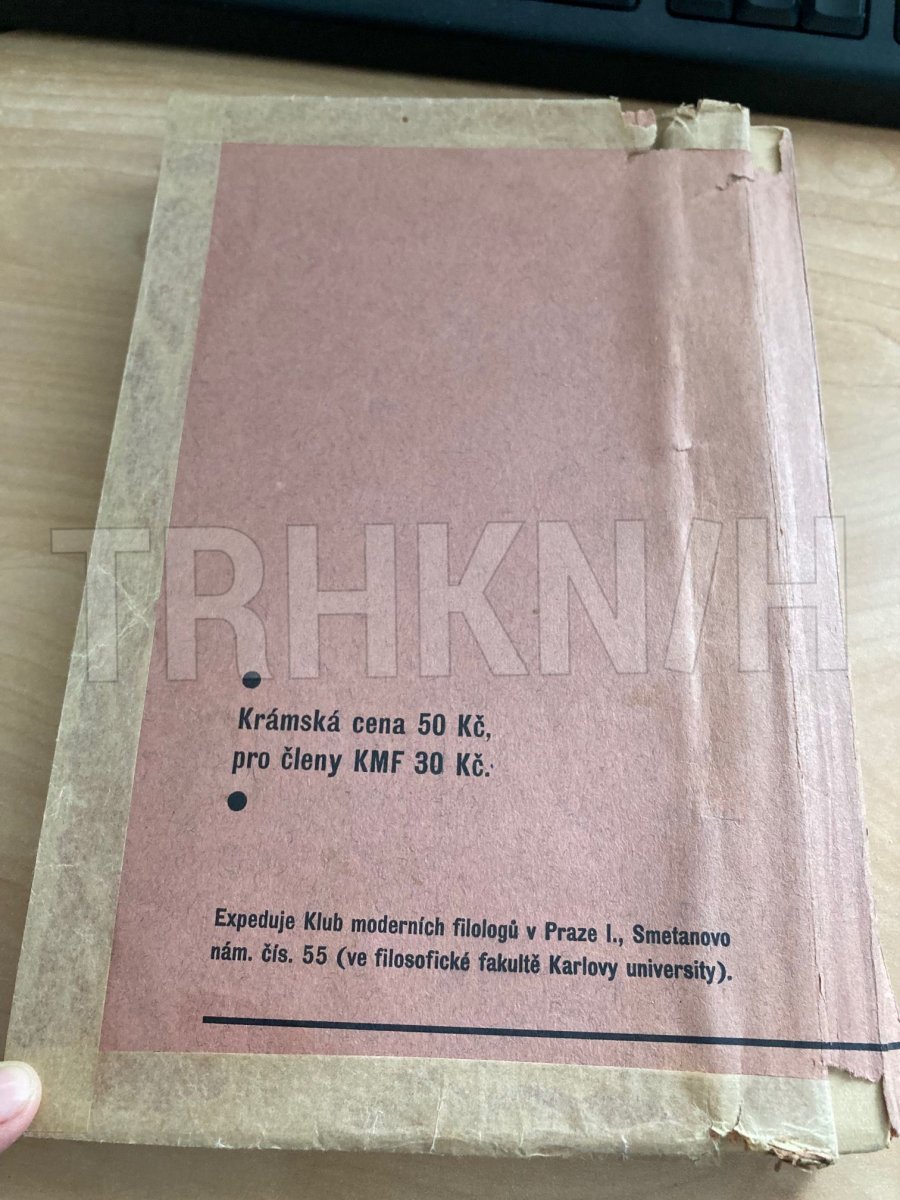 TRHKNIH
Krámská cena 50 Kč,
pro členy KMF 30 Kč.
Expeduje Klub moderních filologů v Praze I., Smetanovo
nám. čís. 55 (ve filosofické fakultě Karlovy university).